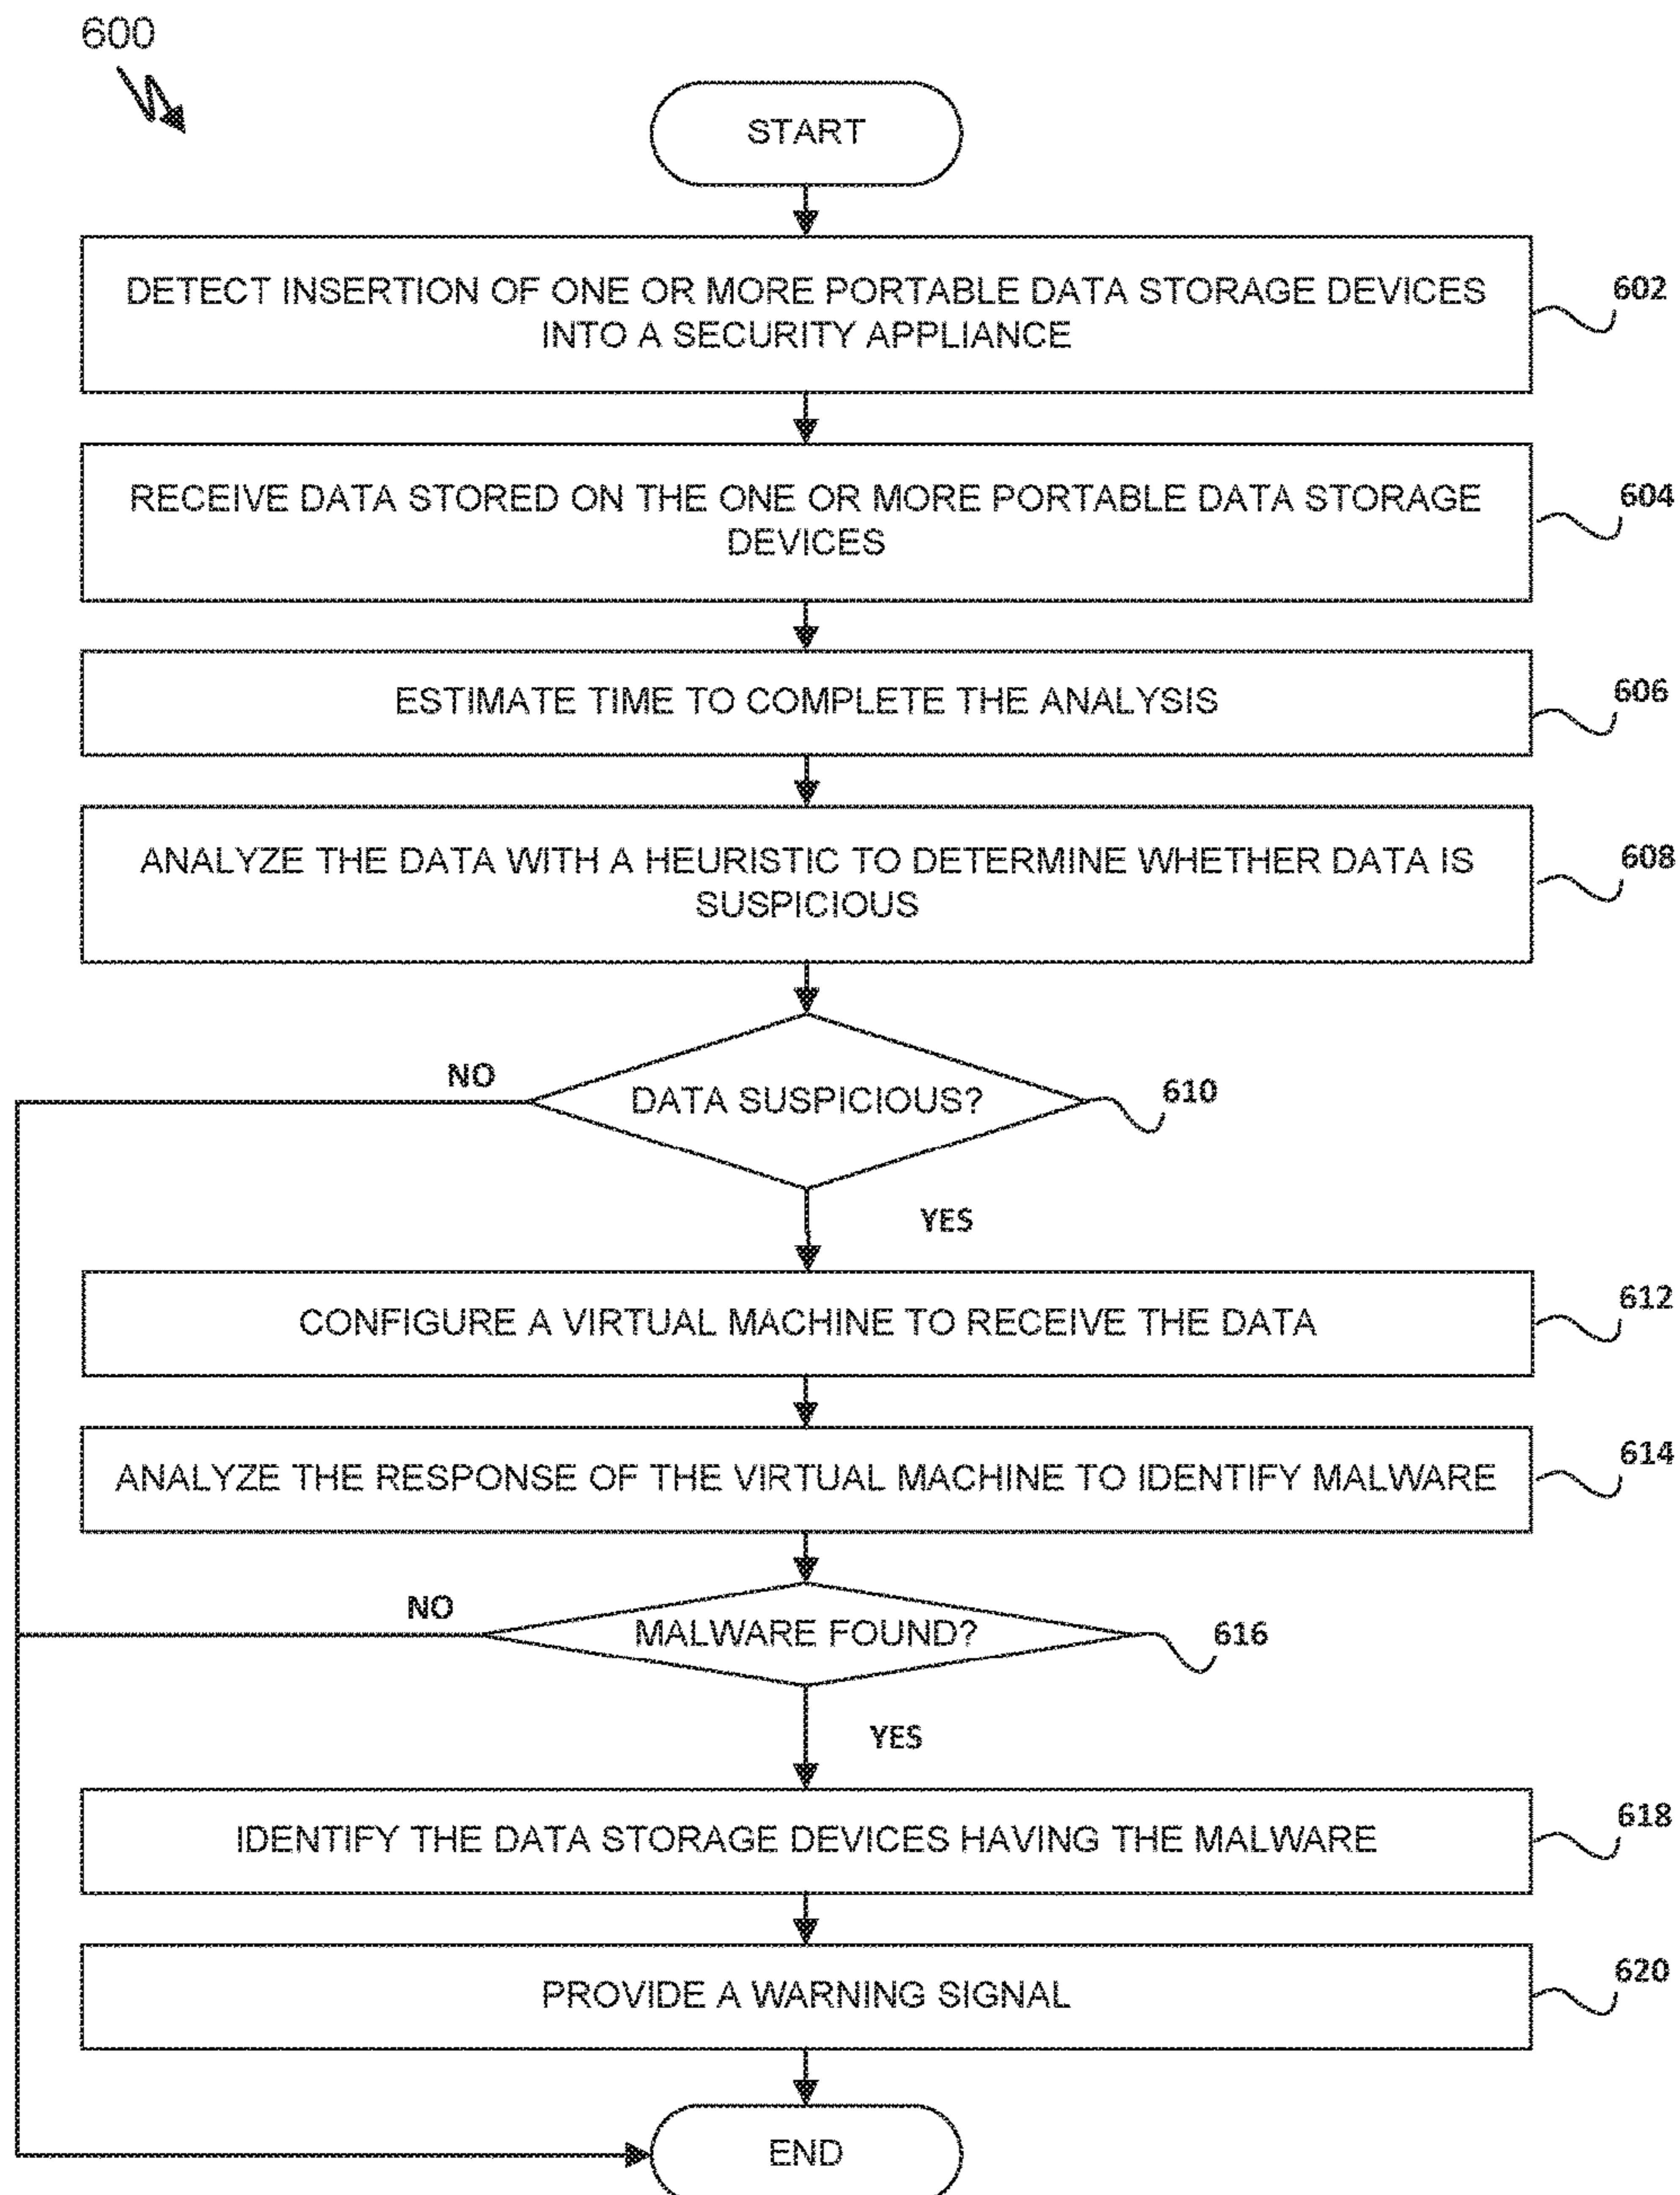 600
START
DETECT INSERTION OF ONE OR MORE PORTABLE DATA STORAGE DEVICES
INTO A SECURITY APPLIANCE
602
RECEIVE DATA STORED ON THE ONE OR MORE PORTABLE DATA STORAGE
DEVICES
604
ESTIMATE TIME TO COMPLETE THE ANALYSIS
606
ANALYZE THE DATA WITH A HEURISTIC TO DETERMINE WHETHER DATA IS
SUSPICIOUS
608
NO
DATA SUSPICIOUS?
610
YES
CONFIGURE A VIRTUAL MACHINE TO RECEIVE THE DATA
612
ANALYZE THE RESPONSE OF THE VIRTUAL MACHINE TO IDENTIFY MALWARE
614
NO
MALWARE FOUND?
616
YES
IDENTIFY THE DATA STORAGE DEVICES HAVING THE MALWARE
618
PROVIDE A WARNING SIGNAL
620
END